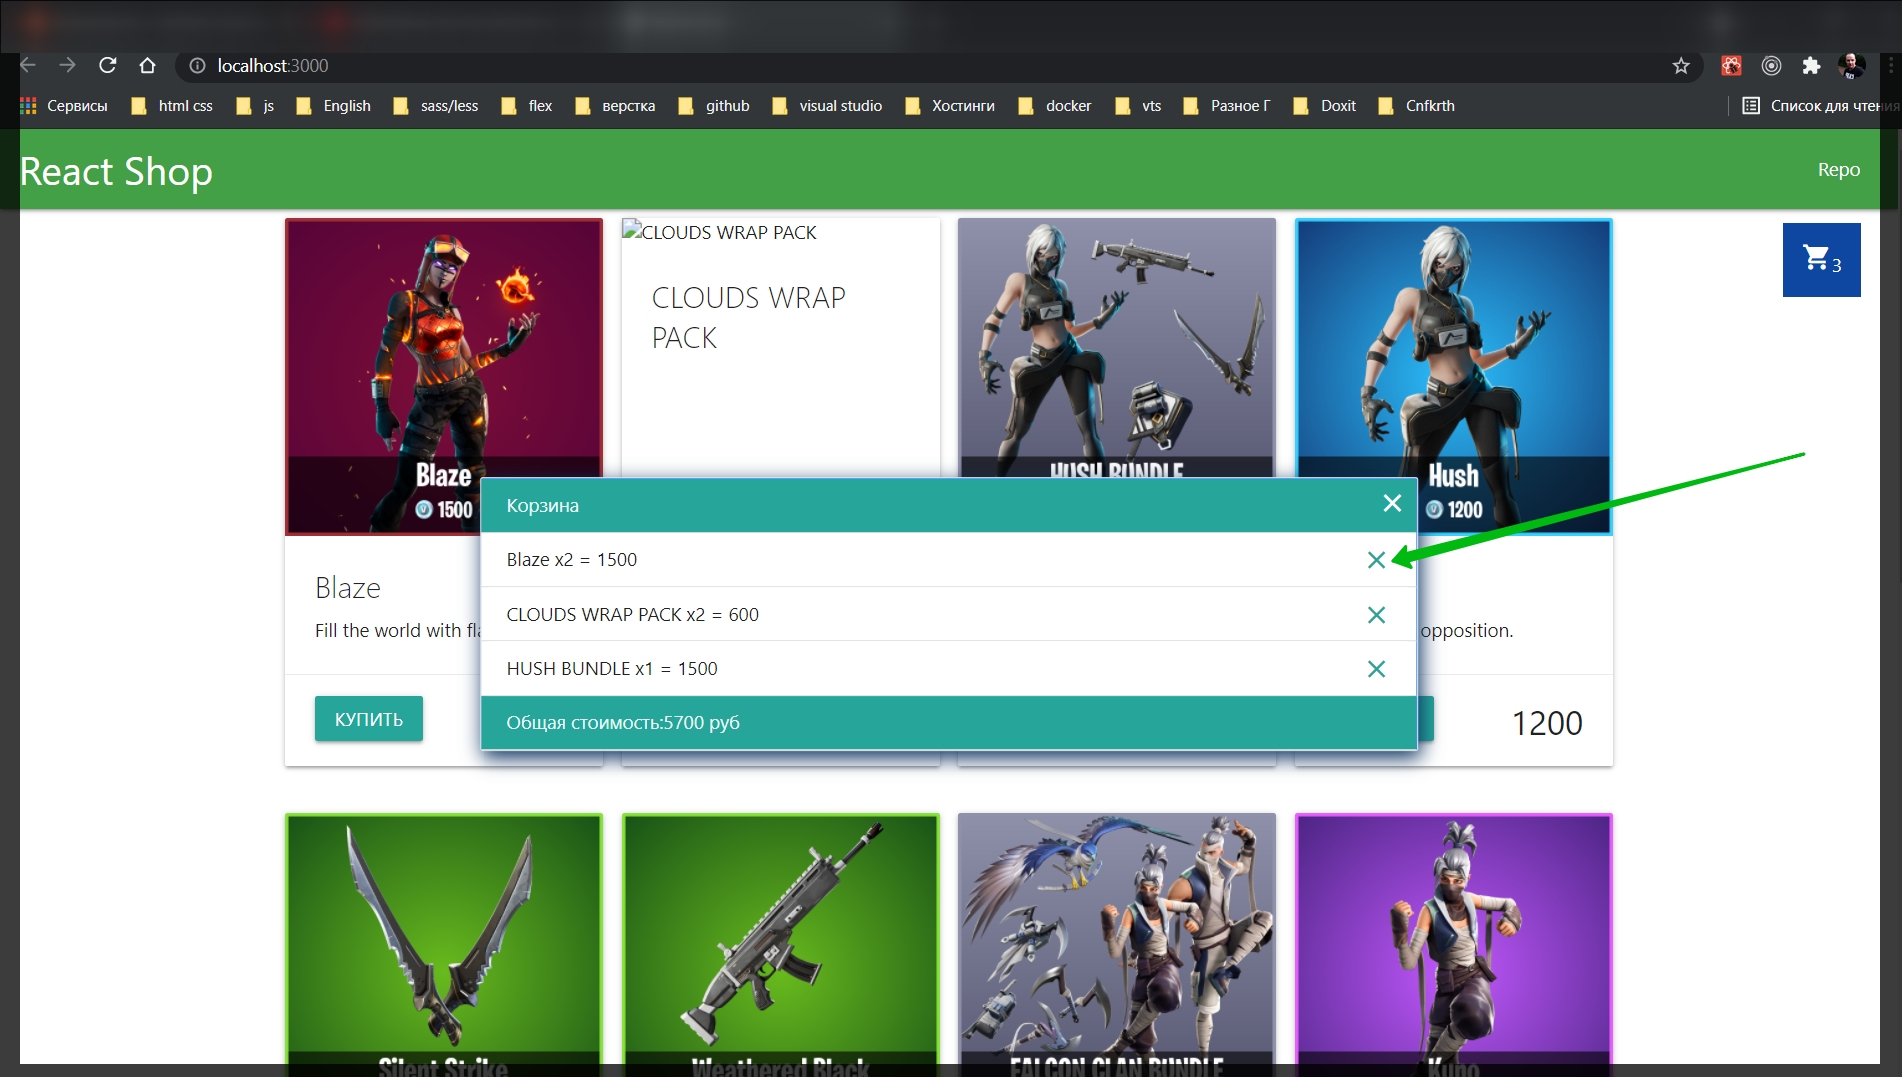 localhost:3000
Сервисы html css js English sass/less flex верстка github visual studio Хостинги docker vts Разное Г Doxit Cnfkrth Список для чтения
React Shop Repo
CLOUDS WRAP PACK
3
CLOUDS WRAP
PACK
Blaze
1500
HUSH BUNDLE
Hush
1200
Корзина
Blaze x2 = 1500
CLOUDS WRAP PACK x2 = 600
HUSH BUNDLE x1 = 1500
Общая стоимость:5700 руб
Blaze
Fill the world with fla
opposition.
КУПИТЬ
1200
Silent Strike
Weathered Black
FALCON CLAN BUNDLE
Kuno